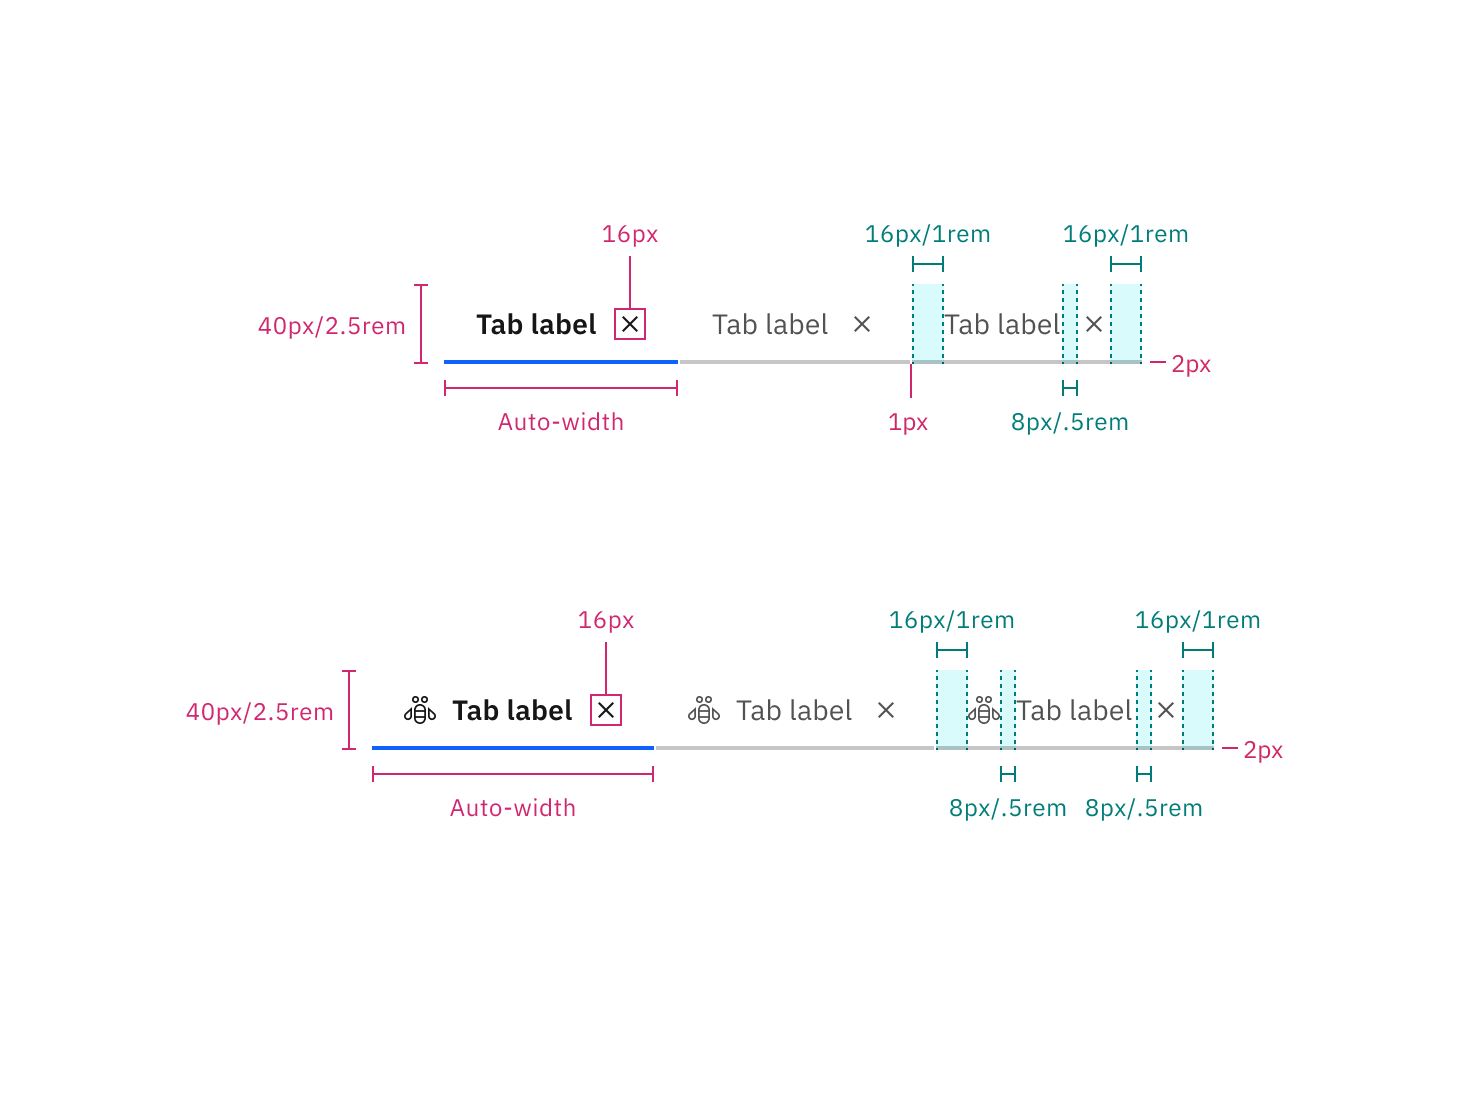 16px
16px/1rem
16px/1rem
40px/2.5rem
Tab label
Tab label
Tab label
2px
Auto-width
1px
8px/.5rem
16px
16px/1rem
16px/1rem
40px/2.5rem
Tab label
Tab label
Tab label
2px
Auto-width
8px/.5rem
8px/.5rem